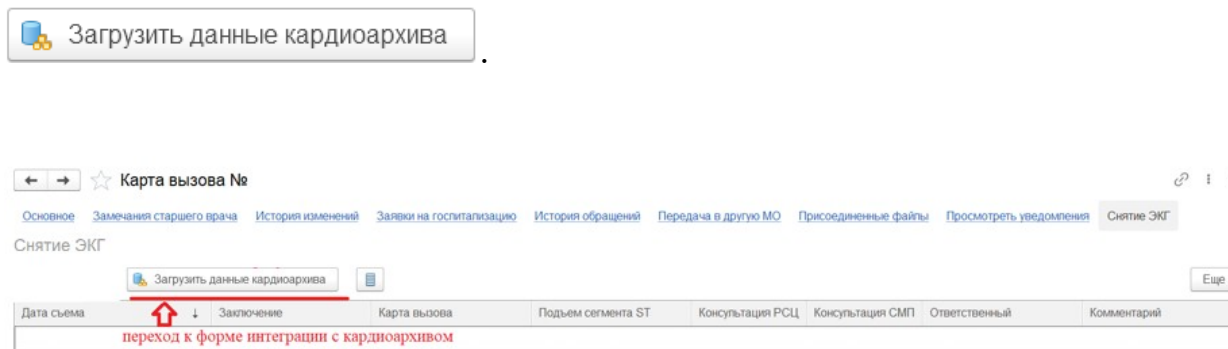 Загрузить данные кардиоархива.
Карта вызова №
Основное Замечания старшего врача История изменений Заявки на госпитализацию История обращений Передача в другую МО Присоединенные файлы Просмотреть уведомления Снятие ЭКГ
Снятие ЭКГ
Загрузить данные кардиоархива Еще
Дата съема ↓ Заключение Карта вызова Подъем сегмента ST Консультация РСЦ Консультация СМП Ответственный Комментарий
переход к форме интеграции с кардиоархивом